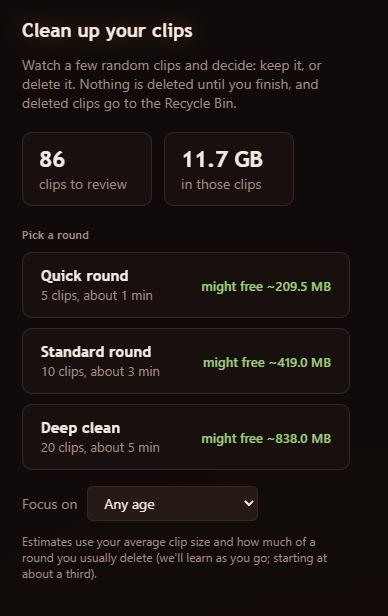 Clean up your clips
Watch a few random clips and decide: keep it, or
delete it. Nothing is deleted until you finish, and
deleted clips go to the Recycle Bin.
86
clips to review
11.7 GB
in those clips
Pick a round
Quick round
5 clips, about 1 min
might free ~209.5 MB
Standard round
10 clips, about 3 min
might free ~419.0 MB
Deep clean
20 clips, about 5 min
might free ~838.0 MB
Focus on
Any age
Estimates use your average clip size and how much of a
round you usually delete (we'll learn as you go; starting at
about a third).